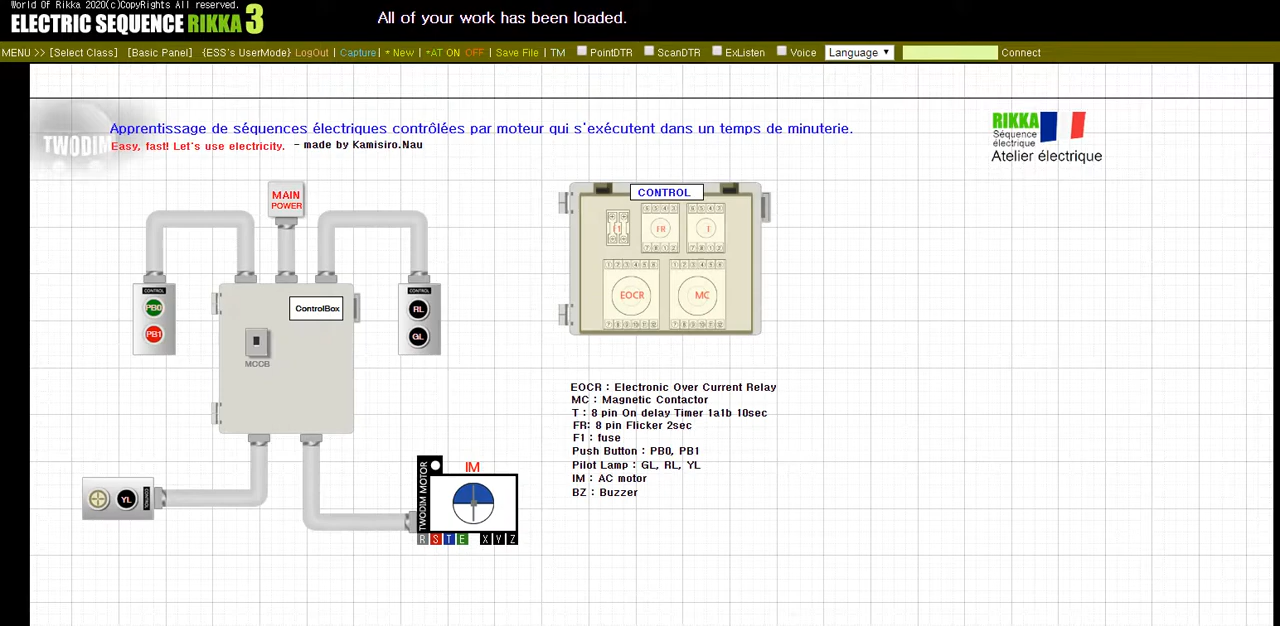 World Of Rikka 2020(c)CopyRights All reserved.
ELECTRIC SEQUENCE RIKKA 3
All of your work has been loaded.
MENU >> [Select Class] [Basic Panel] {ESS's UserMode} LogOut | Capture | + New | +AT ON OFF | Save File | TM PointDTR ScanDTR ExListen Voice Language Connect
TWODIM
Apprentissage de séquences électriques contrôlées par moteur qui s'exécutent dans un temps de minuterie.
Easy, fast! Let's use electricity. - made by Kamisiro.Nau
RIKKA
Séquence
électrique
Atelier électrique
MAIN
POWER
CONTROL
F1 FR T
EOCR MC
CONTROL
PB0
PB1
ControlBox
MCCB
CONTROL
RL
GL
EOCR : Electronic Over Current Relay
MC : Magnetic Contactor
T : 8 pin On delay Timer 1a1b 10sec
FR: 8 pin Flicker 2sec
F1 : fuse
Push Button : PB0, PB1
Pilot Lamp : GL, RL, YL
IM : AC motor
BZ : Buzzer
YL CONTROL
TWODIM MOTOR
IM
R S T E X Y Z